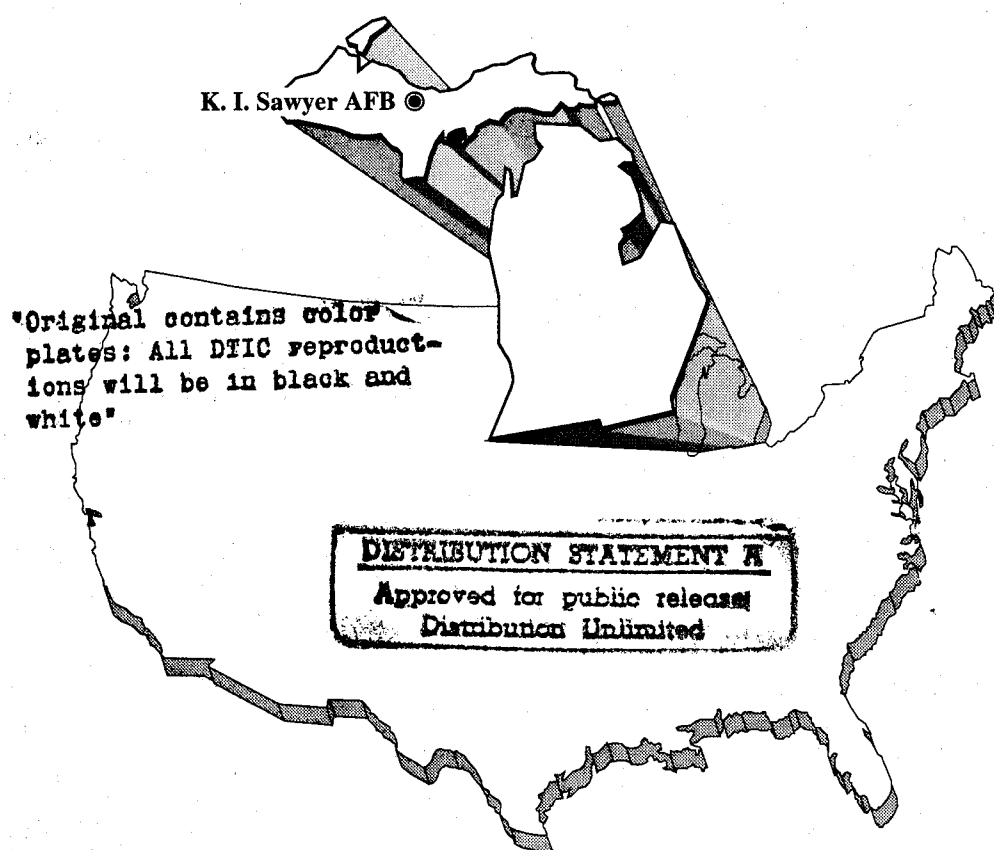 K. I. Sawyer AFB
"Original contains color
plates: All DTIC reproduct-
ions will be in black and
white"
DISTRIBUTION STATEMENT A
Approved for public release;
Distribution Unlimited